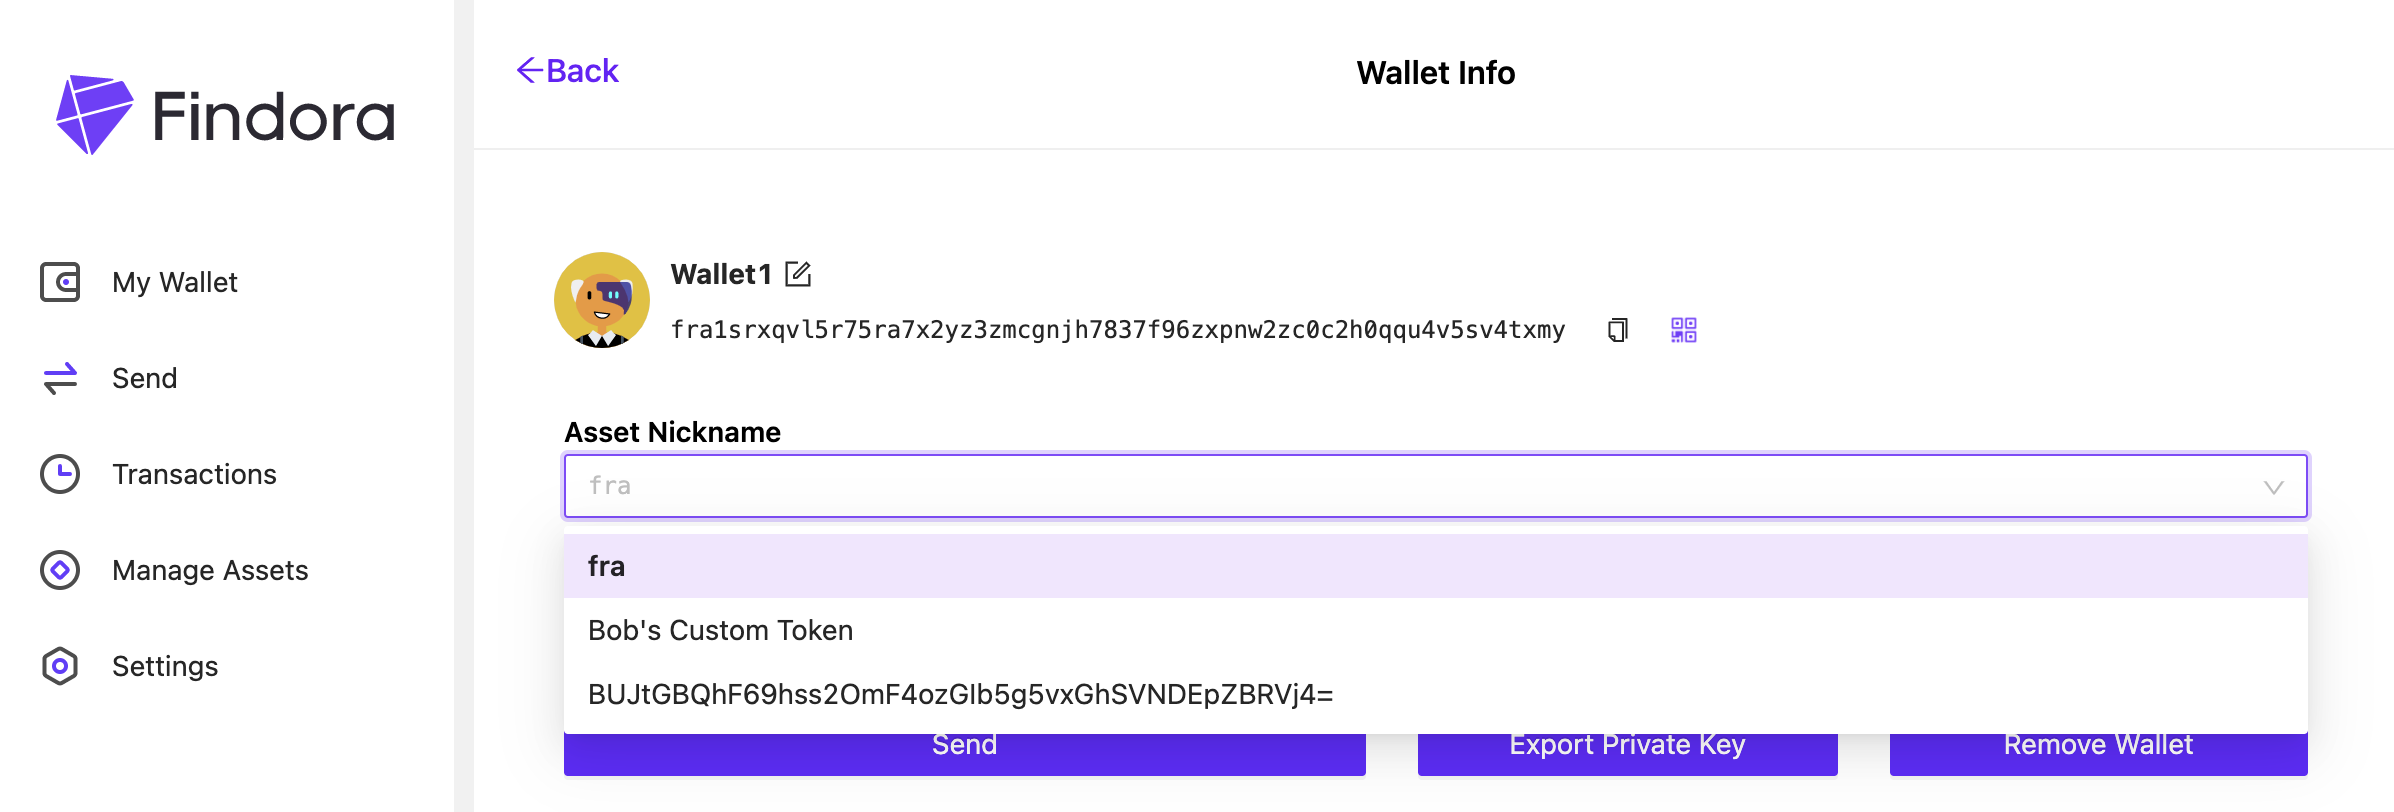 Findora
My Wallet
Send
Transactions
Manage Assets
Settings
Back
Wallet Info
Wallet1
fra1srxqvl5r75ra7x2yz3zmcgnjh7837f96zxpnw2zc0c2h0qqu4v5sv4txmy
Asset Nickname
fra
fra
Bob's Custom Token
BUJtGBQhF69hss2OmF4ozGIb5g5vxGhSVNDEpZBRVj4=
Send
Export Private Key
Remove Wallet